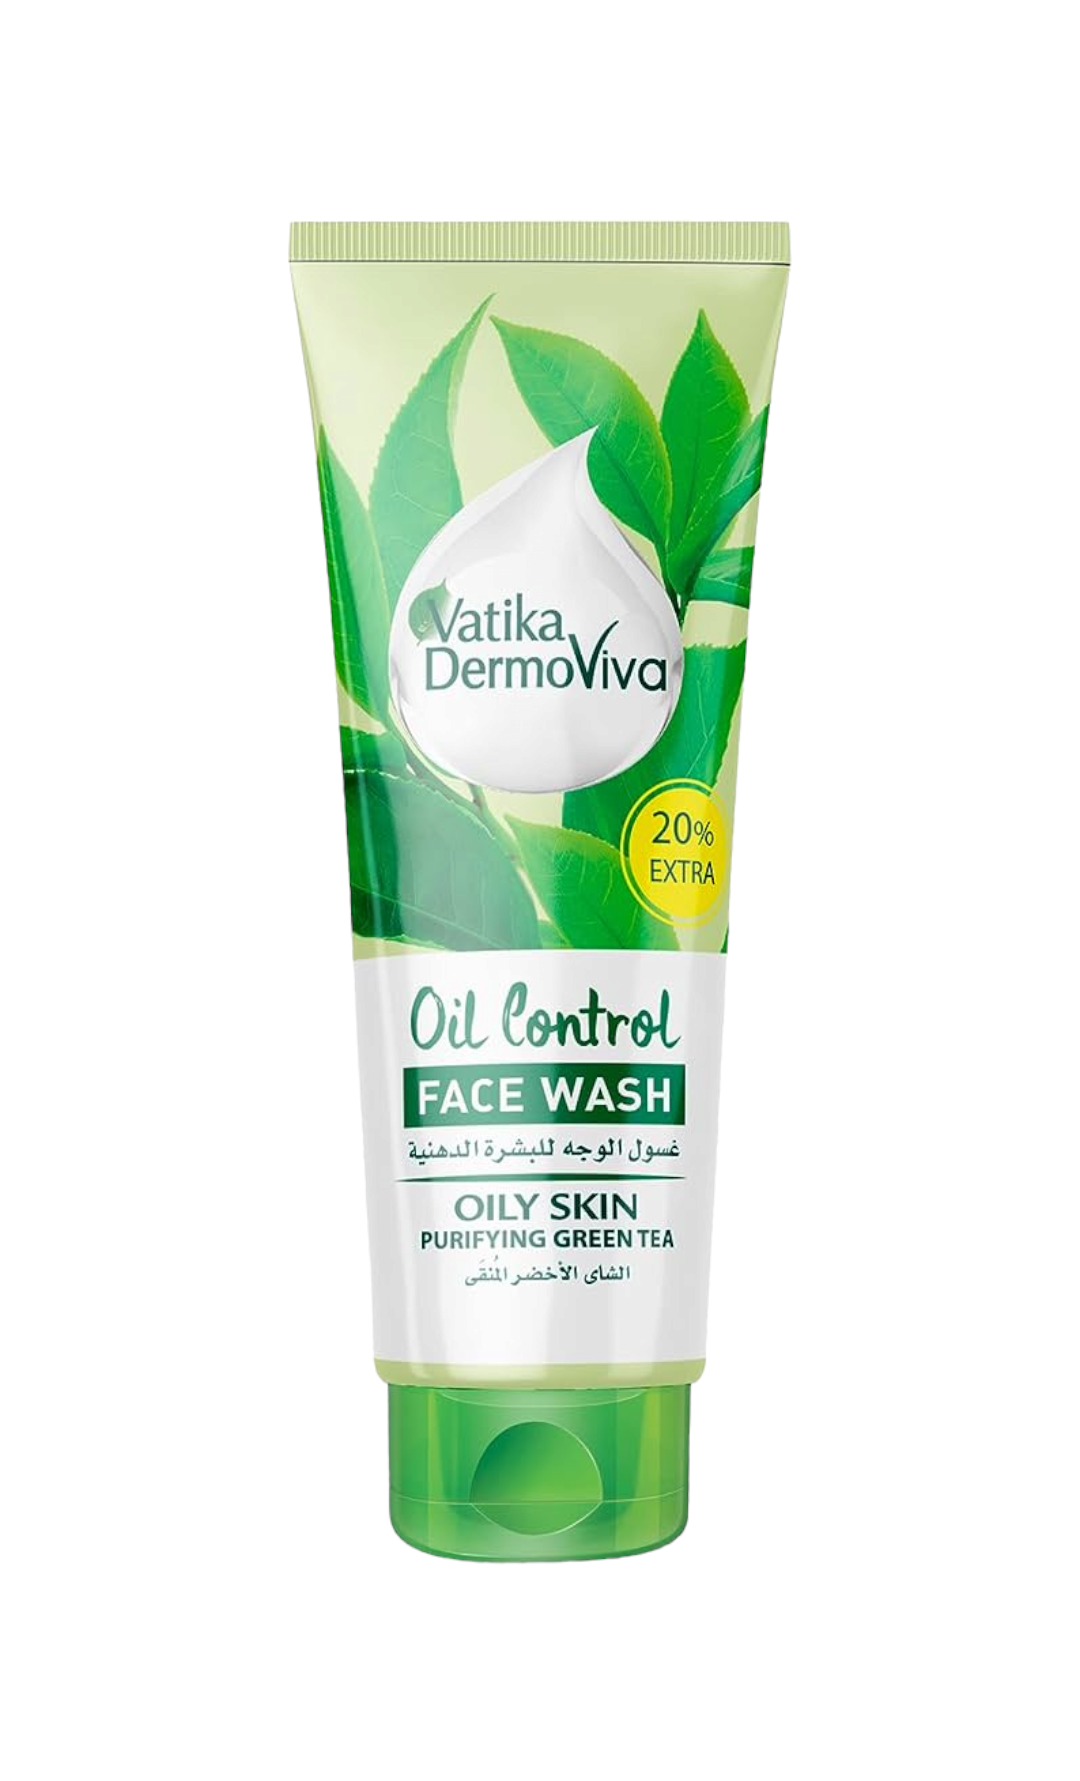 Vatika
DermoViva
20%
EXTRA
Oil Control
FACE WASH
غسول الوجه للبشرة الدهنية
OILY SKIN
PURIFYING GREEN TEA
الشاى الأخضر المُنقَى